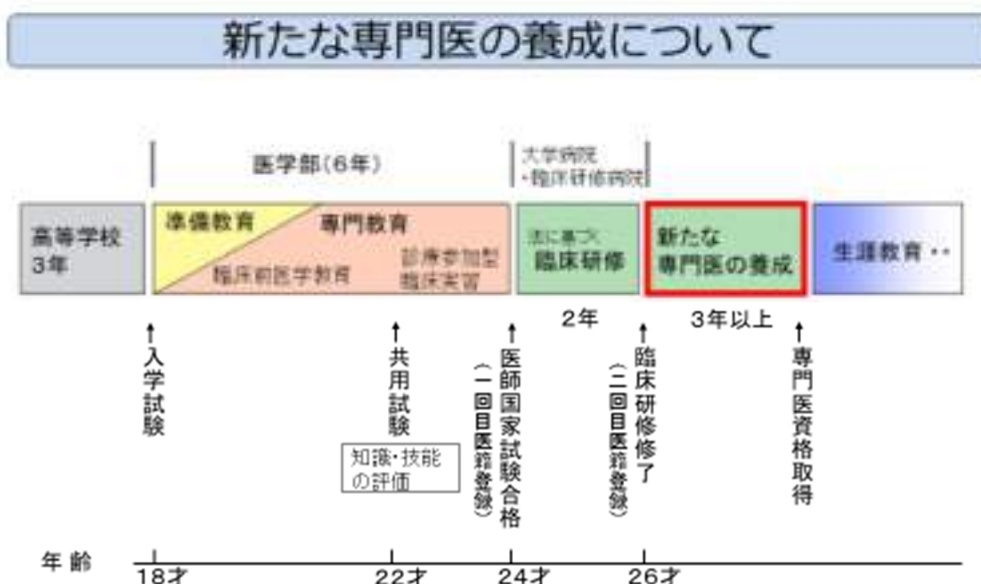 新たな専門医の養成について
医学部(6年)
大学病院
・臨床研修病院
高等学校
3年
準備教育
専門教育
臨床前医学教育
診療参加型
臨床実習
法に基づく
臨床研修
新たな
専門医の養成
生涯教育・・
2年
3年以上
入学試験
共用試験
知識・技能
の評価
医師国家試験合格
(一回目医籍登録)
臨床研修修了
(二回目医籍登録)
専門医資格取得
年齢
18才
22才
24才
26才